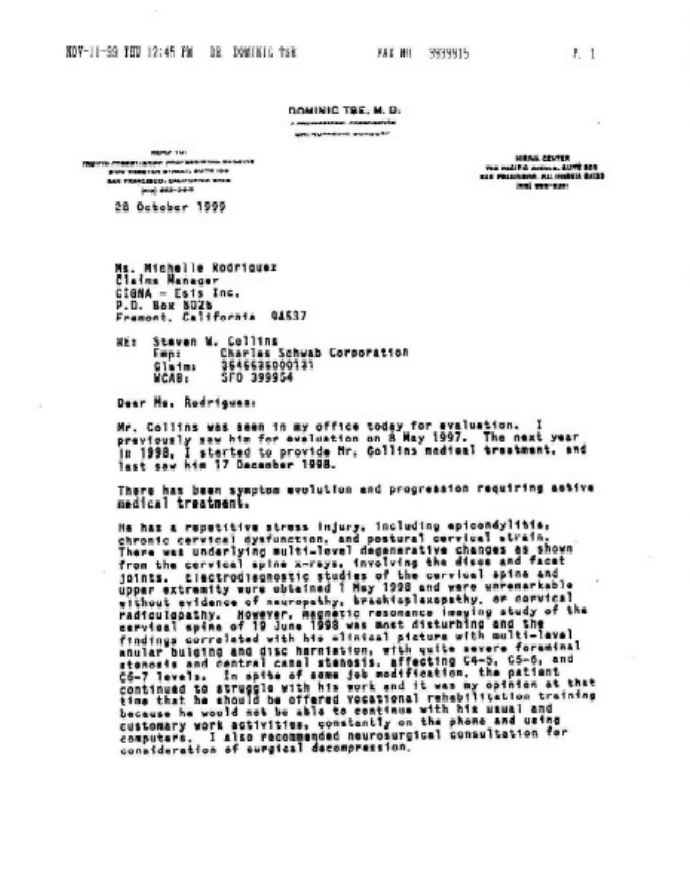 NOV-11-99 THU 12:45 PM DR. DOMINIC TSE FAX NO. 3939915 P. 1
DOMINIC TSE, M. D.
A PROFESSIONAL CORPORATION
ORTHOPAEDIC SURGERY
REPLY TO:
SAN FRANCISCO, CALIFORNIA
28 October 1999
Ms. Michelle Rodriguez
Claims Manager
CIGNA - Esis Inc.
P.O. Box
Fremont, California 94537
RE: Steven W. Collins
Emp: Charles Schwab Corporation
Claim:
WCAB: SFO 399954
Dear Ms. Rodriguez:
Mr. Collins was seen in my office today for evaluation. I
previously saw him for evaluation on 8 May 1997. The next year
in 1998, I started to provide Mr. Collins medical treatment, and
last saw him 17 December 1998.
There has been symptom evolution and progression requiring active
medical treatment.
He has a repetitive stress injury, including epicondylitis,
chronic cervical dysfunction, and postural cervical strain.
There was underlying multi-level degenerative changes as shown
from the cervical spine x-rays, involving the discs and facet
joints. Electrodiagnostic studies of the cervical spine and
upper extremity were obtained 1 May 1998 and were unremarkable
without evidence of neuropathy, brachioplexopathy, or cervical
radiculopathy. However, magnetic resonance imaging study of the
cervical spine of 19 June 1998 was most disturbing and the
findings correlated with his clinical picture with multi-level
anular bulging and disc herniation, with quite severe foraminal
stenosis and central canal stenosis, affecting C4-5, C5-6, and
C6-7 levels. In spite of some job modification, the patient
continued to struggle with his work and it was my opinion at that
time that he should be offered vocational rehabilitation training
because he would not be able to continue with his usual and
customary work activities, constantly on the phone and using
computers. I also recommended neurosurgical consultation for
consideration of surgical decompression.